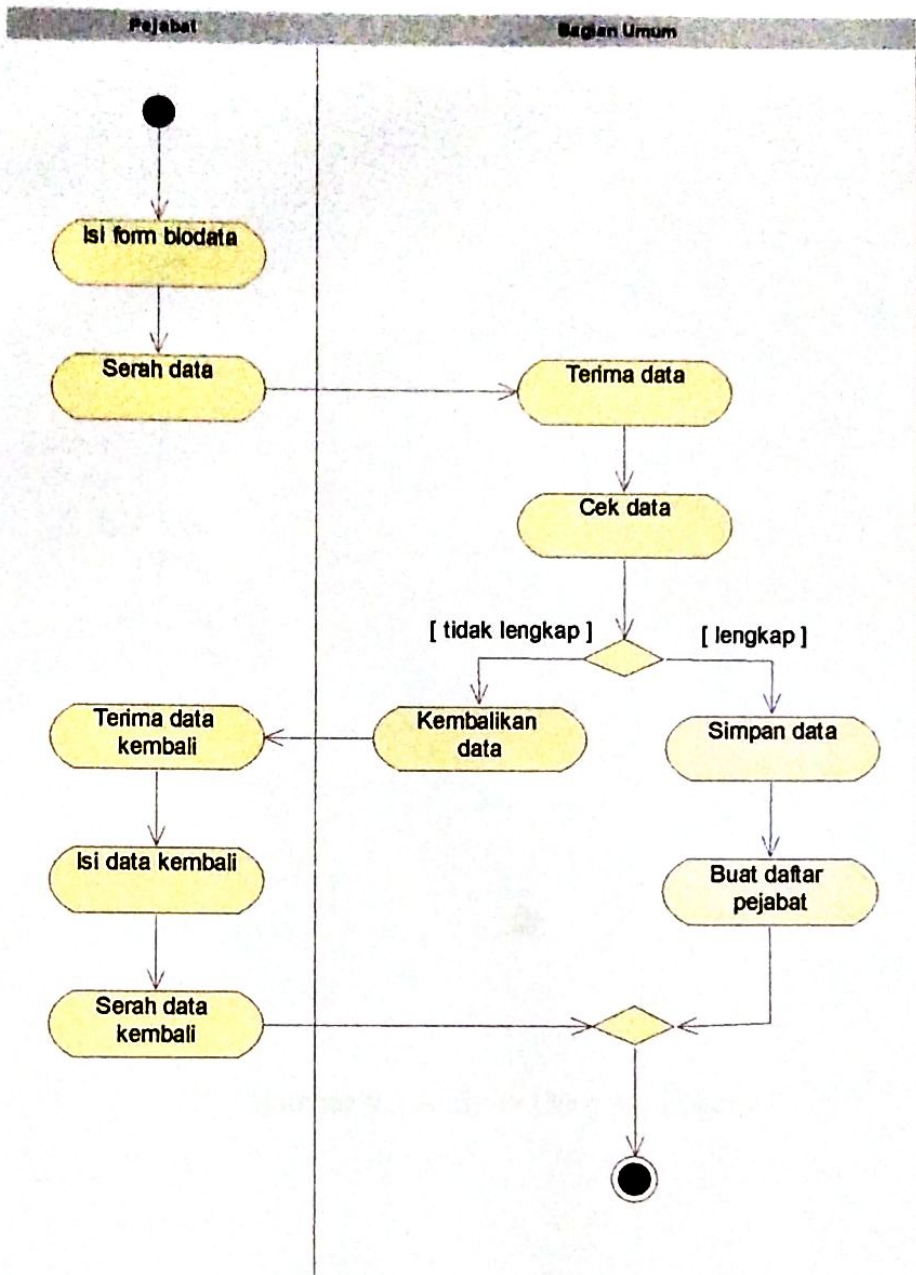 Pejabat
Bagian Umum
Isi form biodata
Serah data
Terima data
Cek data
[ tidak lengkap ]
[ lengkap ]
Terima data
kembali
Kembalikan
data
Simpan data
Isi data kembali
Buat daftar
pejabat
Serah data
kembali